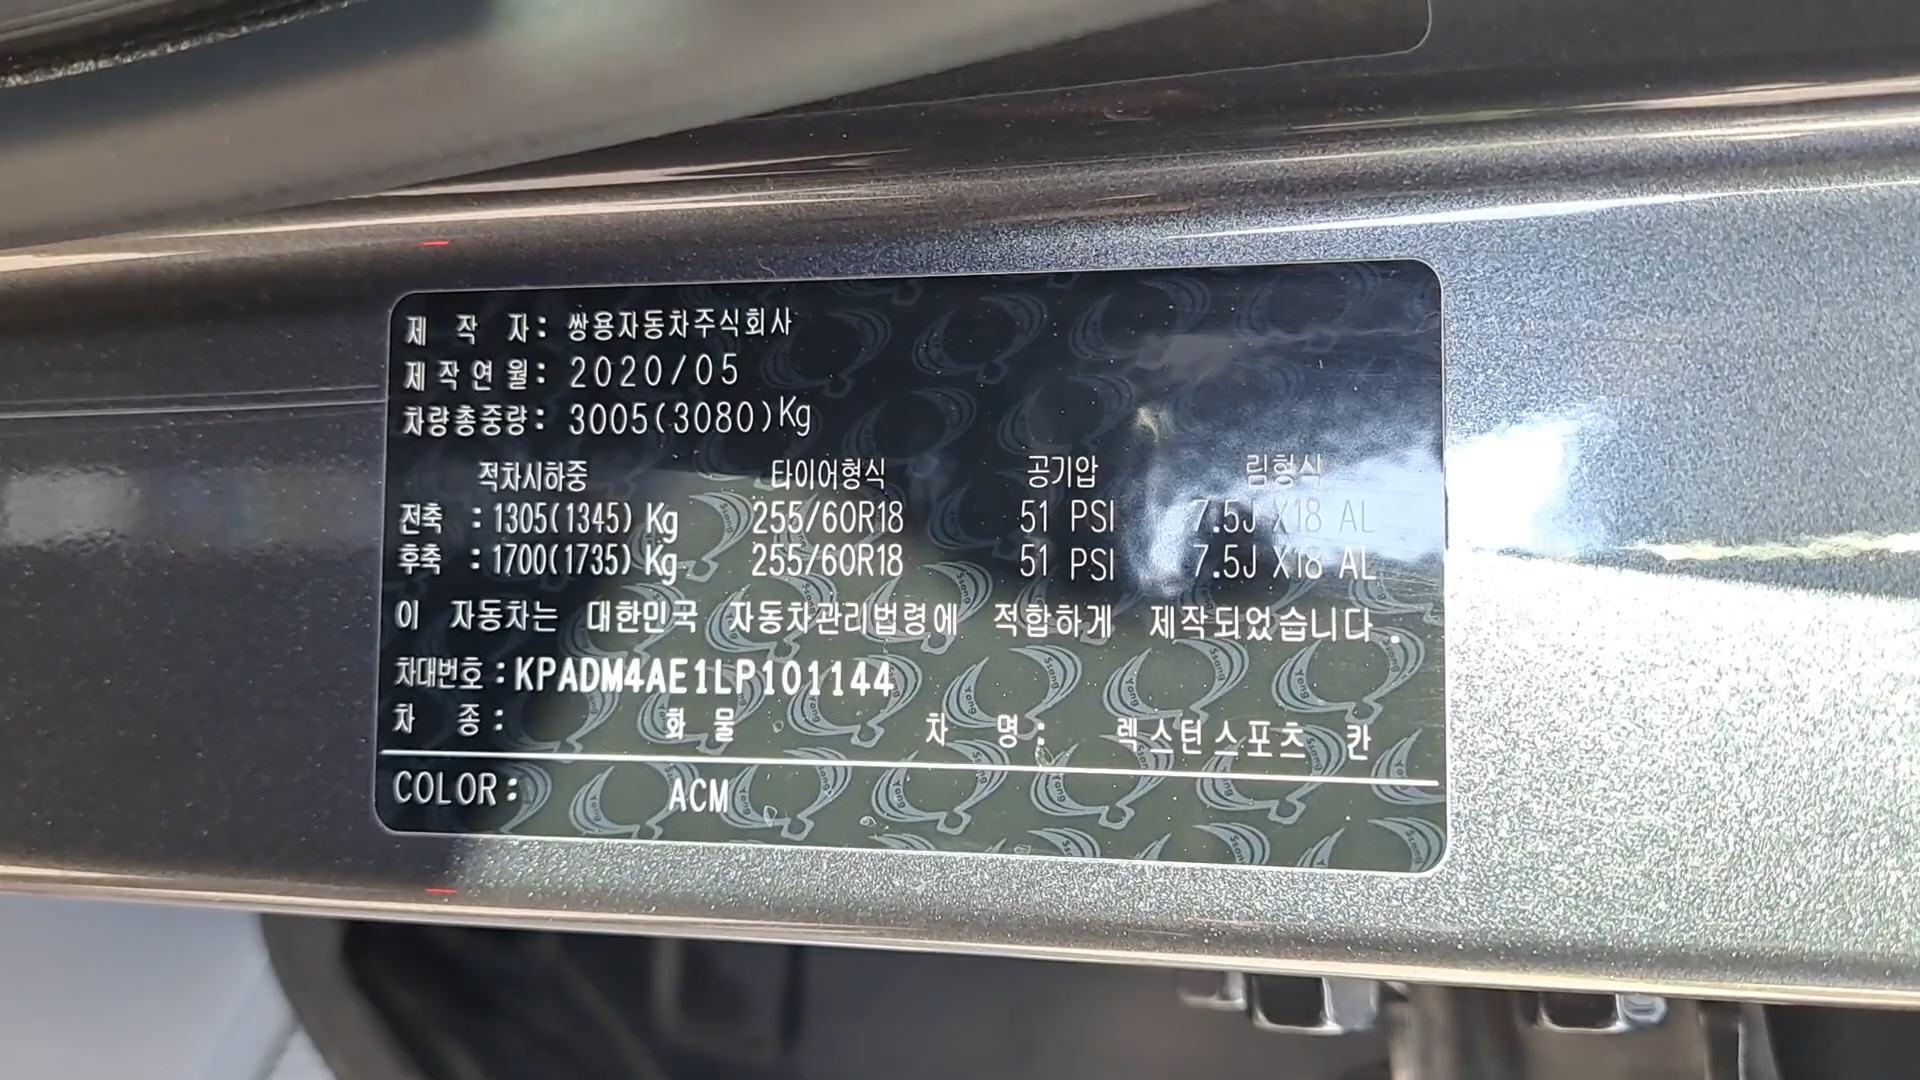 제 작 자: 쌍용자동차주식회사
제작연월: 2020/05
차량총중량: 3005(3080)Kg
적차시하중 타이어형식 공기압 림형식
전축 : 1305(1345) Kg 255/60R18 51 PSI 7.5J X18 AL
후축 : 1700(1735) Kg 255/60R18 51 PSI 7.5J X18 AL
이 자동차는 대한민국 자동차관리법령에 적합하게 제작되었습니다.
차대번호: KPADM4AE1LP101144
차 종: 화 물 차 명: 렉스턴스포츠 칸
COLOR: ACM